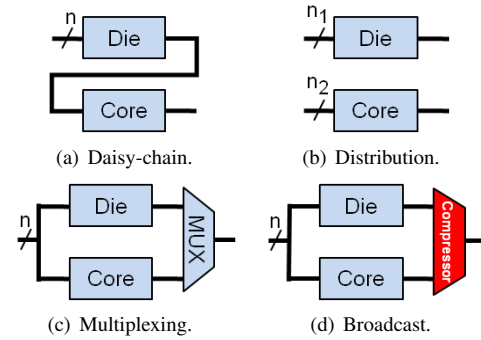 n
Die
Core
(a) Daisy-chain.
n1
Die
n2
Core
(b) Distribution.
n
Die
Core
MUX
(c) Multiplexing.
n
Die
Core
Compressor
(d) Broadcast.